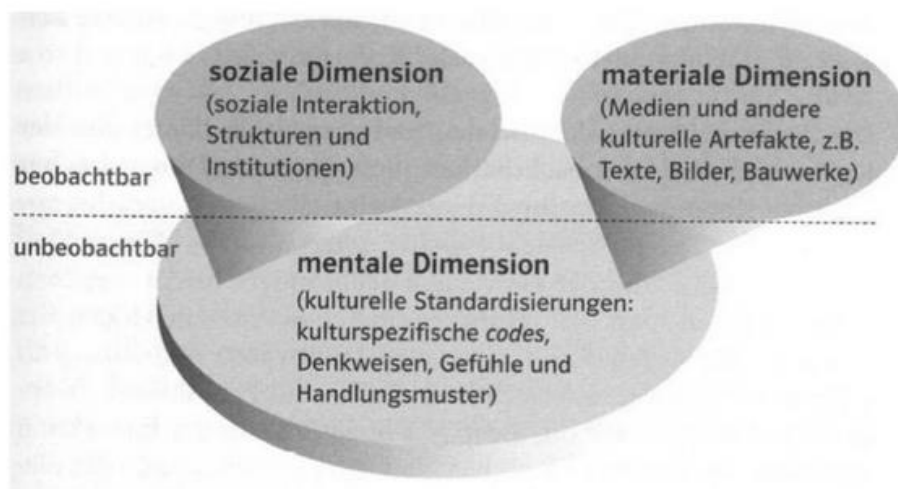 soziale Dimension
(soziale Interaktion,
Strukturen und
Institutionen)
materiale Dimension
(Medien und andere
kulturelle Artefakte, z.B.
Texte, Bilder, Bauwerke)
beobachtbar
unbeobachtbar
mentale Dimension
(kulturelle Standardisierungen:
kulturspezifische codes,
Denkweisen, Gefühle und
Handlungsmuster)